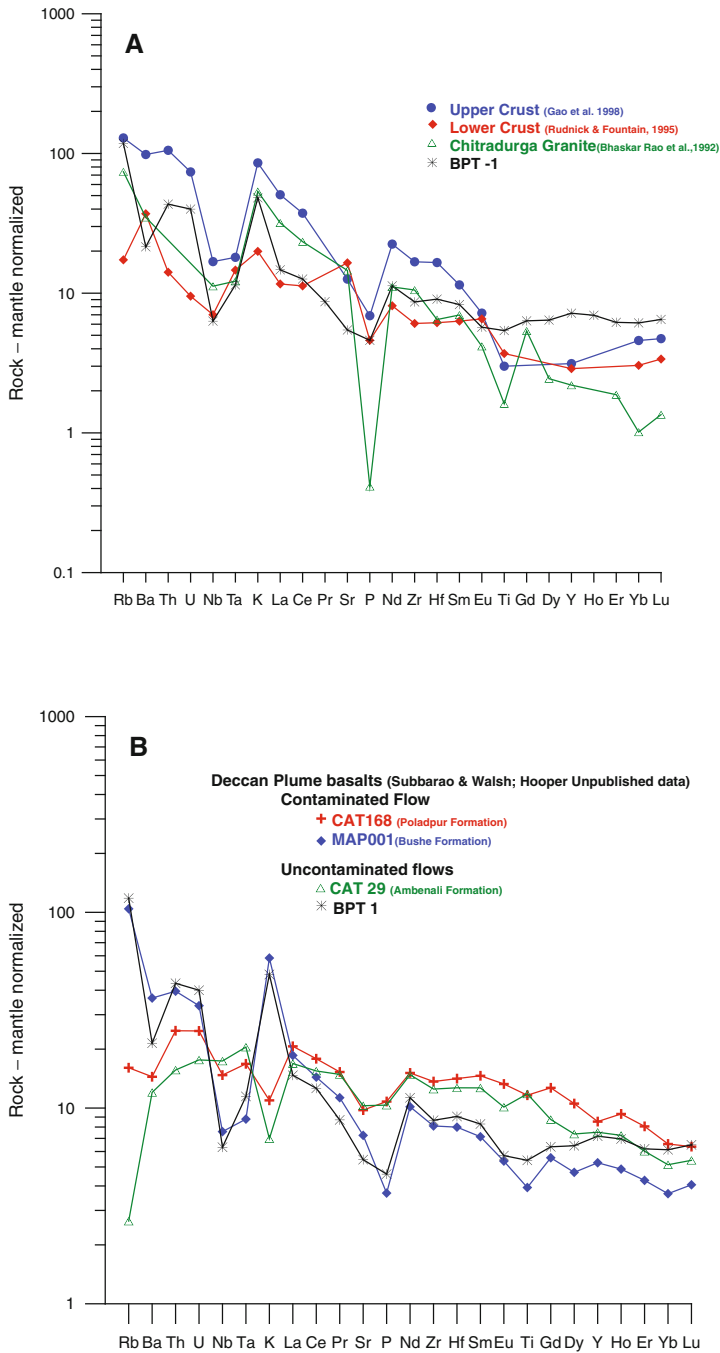 1000
A
Upper Crust (Gao et al. 1998)
Lower Crust (Rudnick & Fountain, 1995)
Chitradurga Granite(Bhaskar Rao et al.,1992)
BPT -1
100
10
1
0.1
Rock – mantle normalized
Rb Ba Th U Nb Ta K La Ce Pr Sr P Nd Zr Hf Sm Eu Ti Gd Dy Y Ho Er Yb Lu
1000
B
Deccan Plume basalts (Subbarao & Walsh; Hooper Unpublished data)
Contaminated Flow
CAT168 (Poladpur Formation)
MAP001(Bushe Formation)
Uncontaminated flows
CAT 29 (Ambenali Formation)
BPT 1
100
10
1
Rock – mantle normalized
Rb Ba Th U Nb Ta K La Ce Pr Sr P Nd Zr Hf Sm Eu Ti Gd Dy Y Ho Er Yb Lu